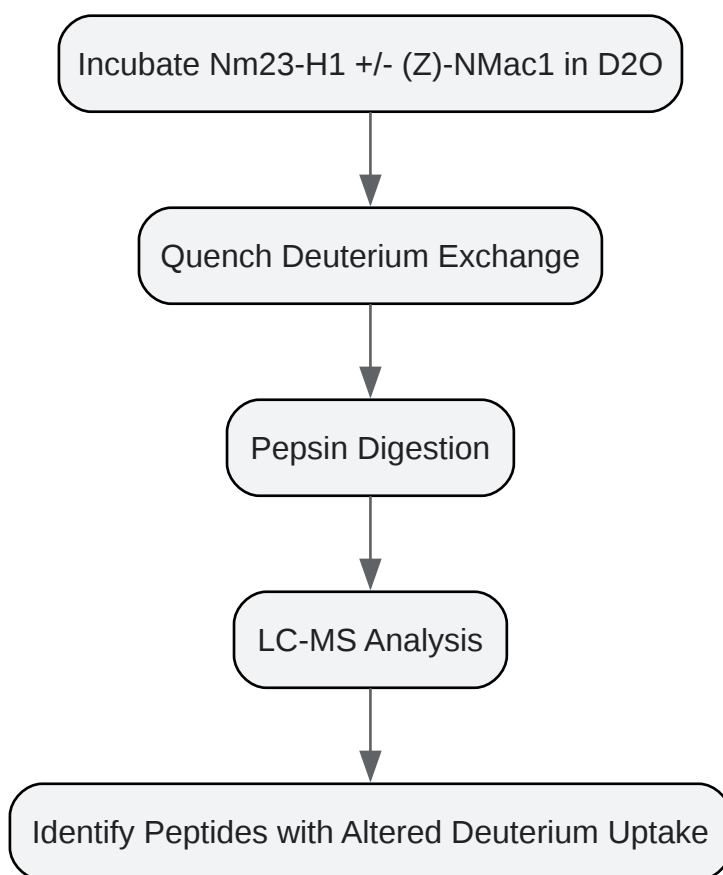 Incubate Nm23-H1 +/- (Z)-NMac1 in D2O
Quench Deuterium Exchange
Pepsin Digestion
LC-MS Analysis
Identify Peptides with Altered Deuterium Uptake